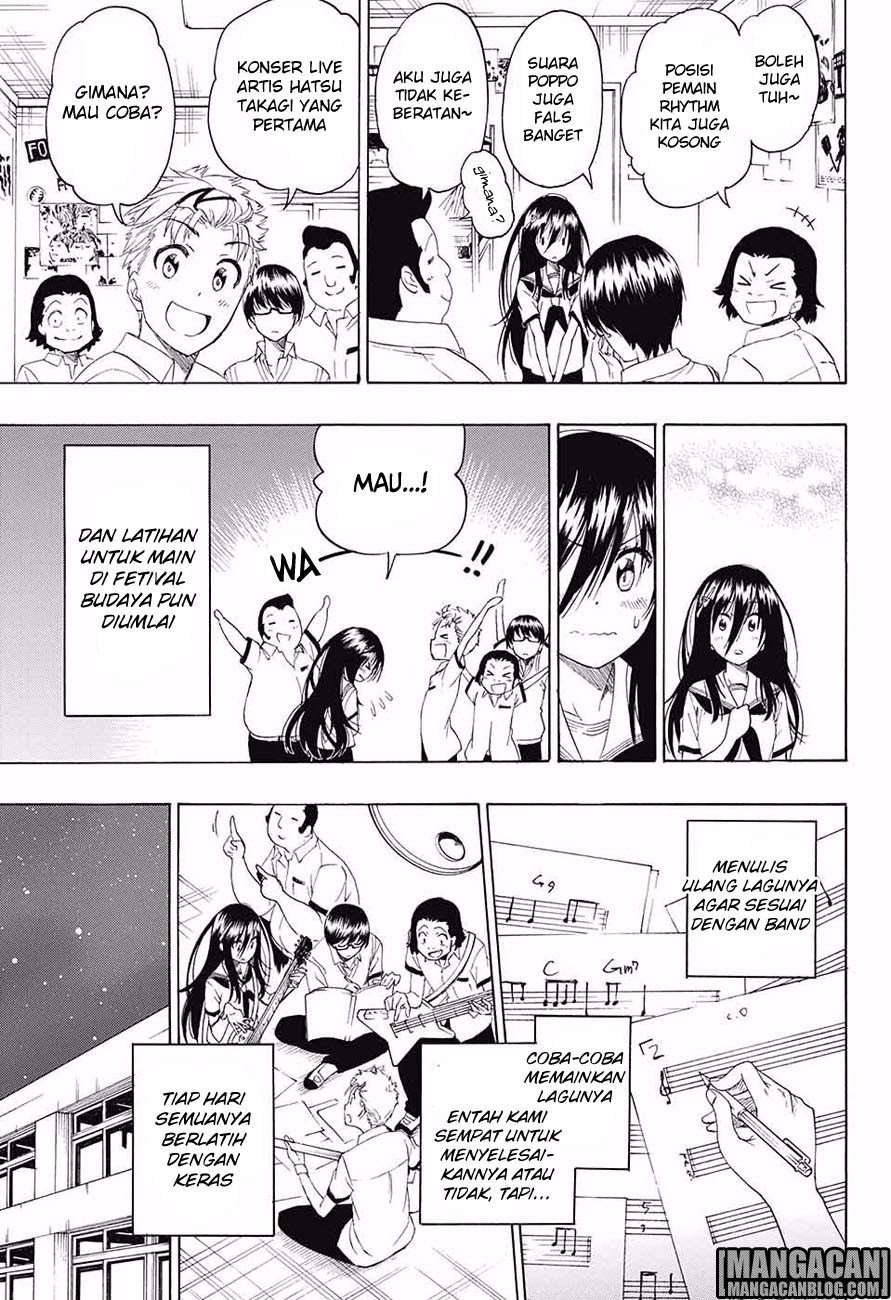 BOLEH
JUGA
TUH~
POSISI
PEMAIN
RHYTHM
KITA JUGA
KOSONG
SUARA
POPPO
JUGA
FALS
BANGET
AKU JUGA
TIDAK KE-
BERATAN~
gimana?
KONSER LIVE
ARTIS HATSU
TAKAGI YANG
PERTAMA
GIMANA?
MAU COBA?
FO
MAU...!
WA
!!
DAN LATIHAN
UNTUK MAIN
DI FETIVAL
BUDAYA PUN
DIUMLAI
MENULIS
ULANG LAGUNYA
AGAR SESUAI
DENGAN BAND
G9
C
Gm7
COBA-COBA
MEMAINKAN
LAGUNYA
ENTAH KAMI
SEMPAT UNTUK
MENYELESAI-
KANNYA ATAU
TIDAK, TAPI...
TIAP HARI
SEMUANYA
BERLATIH
DENGAN
KERAS
[MANGACAN]
MANGACANBLOG.COM